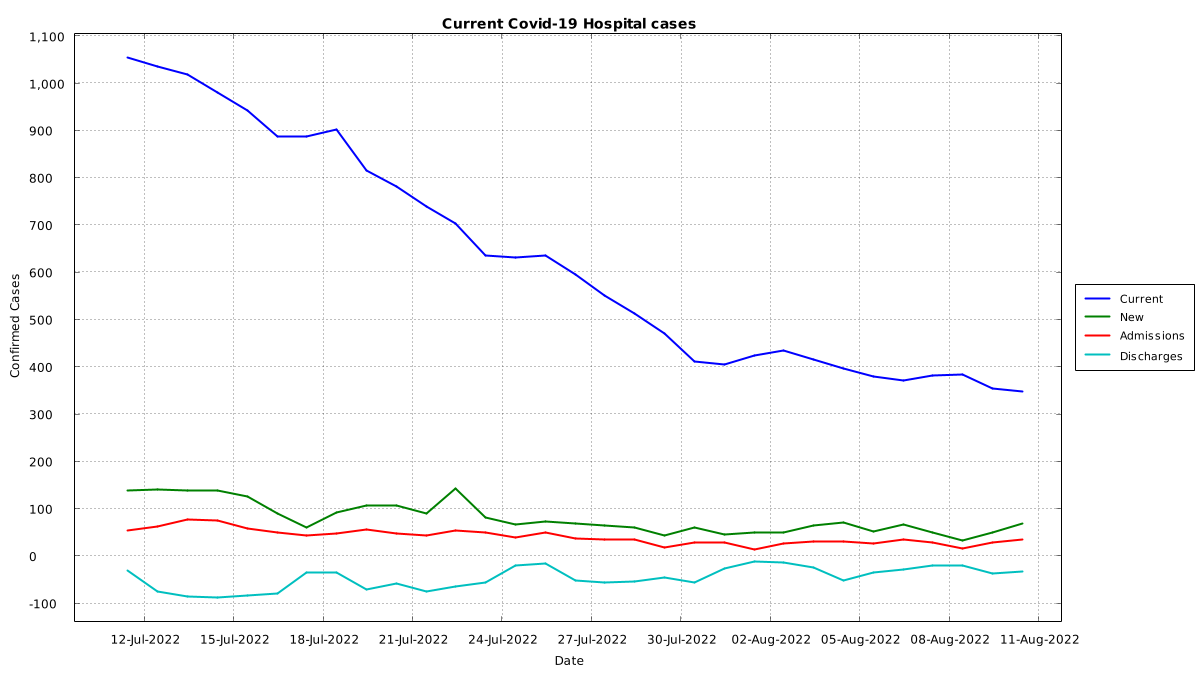 Current Covid-19 Hospital cases
1,100
1,000
900
800
700
600
500
400
300
200
100
0
-100
Confirmed Cases
12-Jul-2022 15-Jul-2022 18-Jul-2022 21-Jul-2022 24-Jul-2022 27-Jul-2022 30-Jul-2022 02-Aug-2022 05-Aug-2022 08-Aug-2022 11-Aug-2022
Date
Current
New
Admissions
Discharges